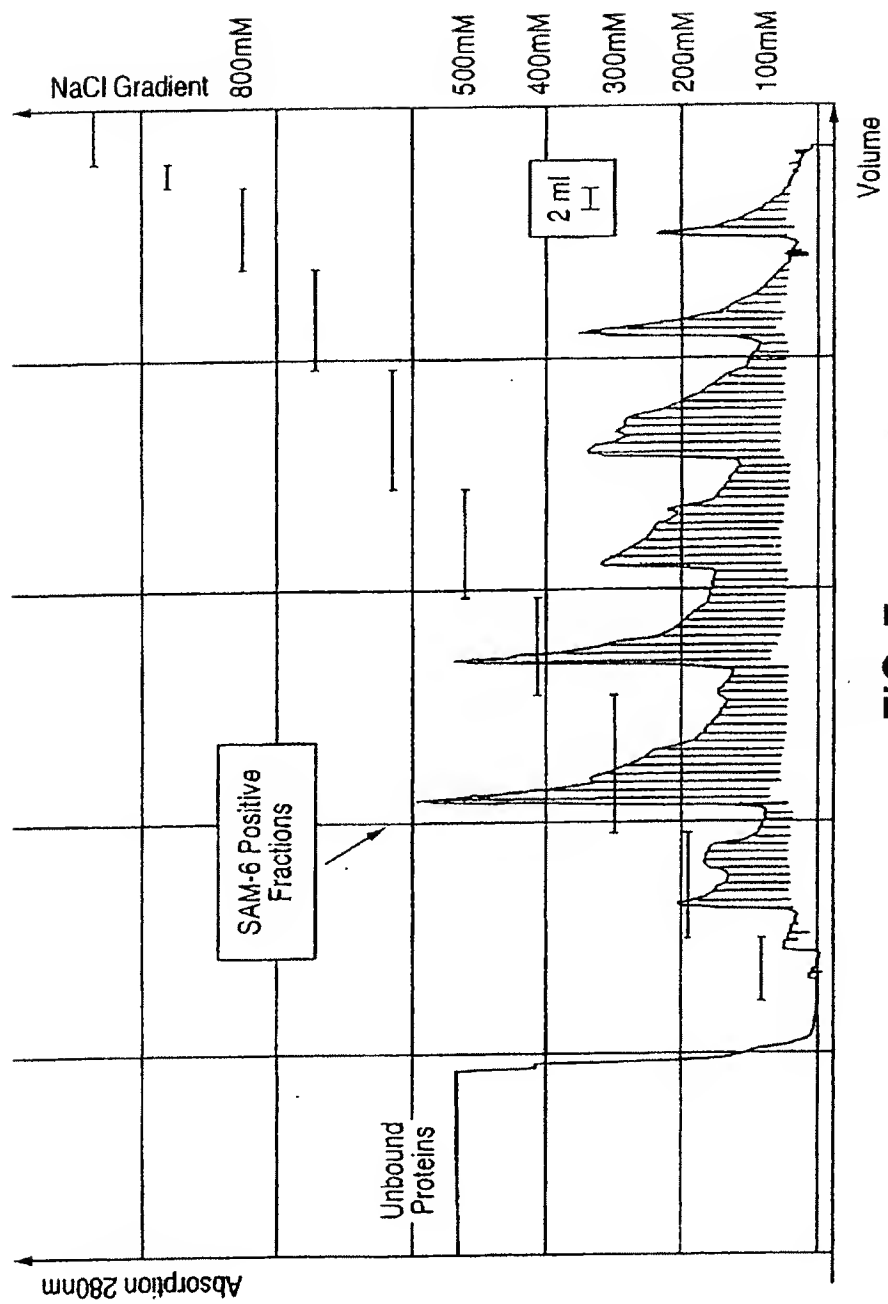 Absorption 280nm
NaCl Gradient
800mM
500mM
400mM
300mM
200mM
100mM
Unbound
Proteins
SAM-6 Positive
Fractions
2 ml
Volume